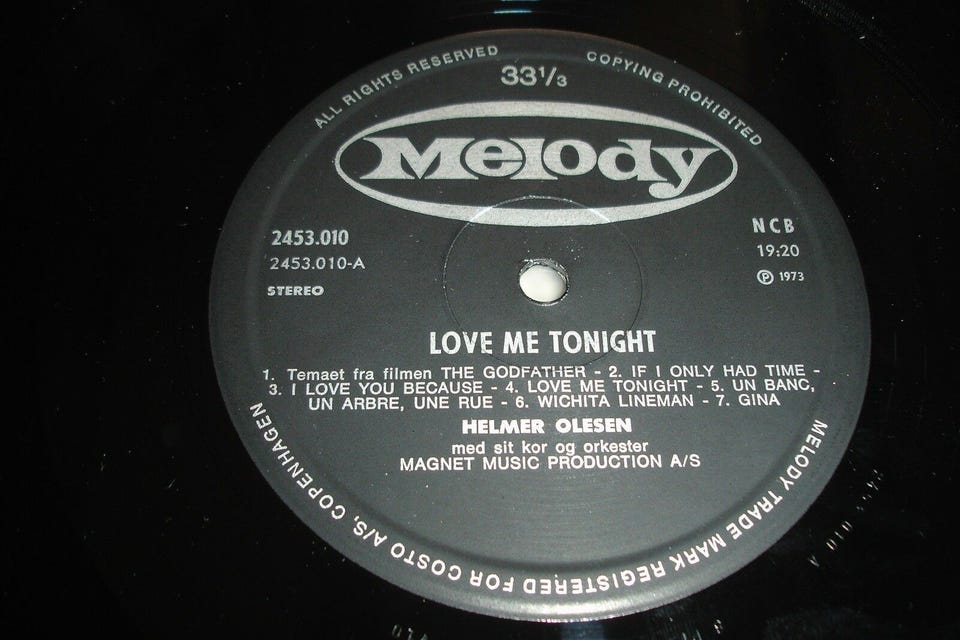 ALL RIGHTS RESERVED
COPYING PROHIBITED
33 1/3
Melody
2453.010
2453.010-A
STEREO
NCB
19:20
Ⓟ 1973
LOVE ME TONIGHT
1. Temaet fra filmen THE GODFATHER - 2. IF I ONLY HAD TIME -
3. I LOVE YOU BECAUSE - 4. LOVE ME TONIGHT - 5. UN BANC,
UN ARBRE, UNE RUE - 6. WICHITA LINEMAN - 7. GINA
HELMER OLESEN
med sit kor og orkester
MAGNET MUSIC PRODUCTION A/S
MELODY TRADE MARK REGISTERED FOR COSTO A/S, COPENHAGEN